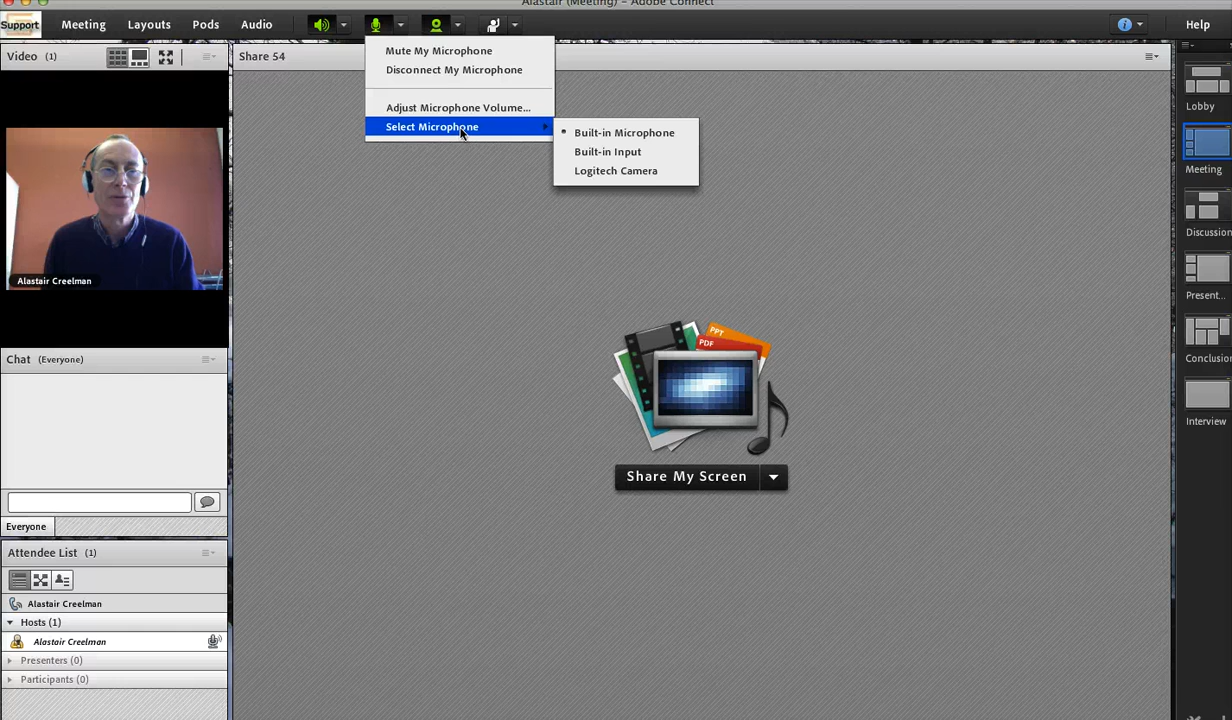 Alastair (Meeting) - Adobe Connect
Support
Meeting
Layouts
Pods
Audio
Help
Video (1)
Share 54
Mute My Microphone
Disconnect My Microphone
Adjust Microphone Volume...
Select Microphone
Built-in Microphone
Built-in Input
Logitech Camera
Alastair Creelman
Chat (Everyone)
Everyone
Attendee List (1)
Alastair Creelman
Hosts (1)
Alastair Creelman
Presenters (0)
Participants (0)
PPT
PDF
Share My Screen
Lobby
Meeting
Discussion
Present...
Conclusion
Interview